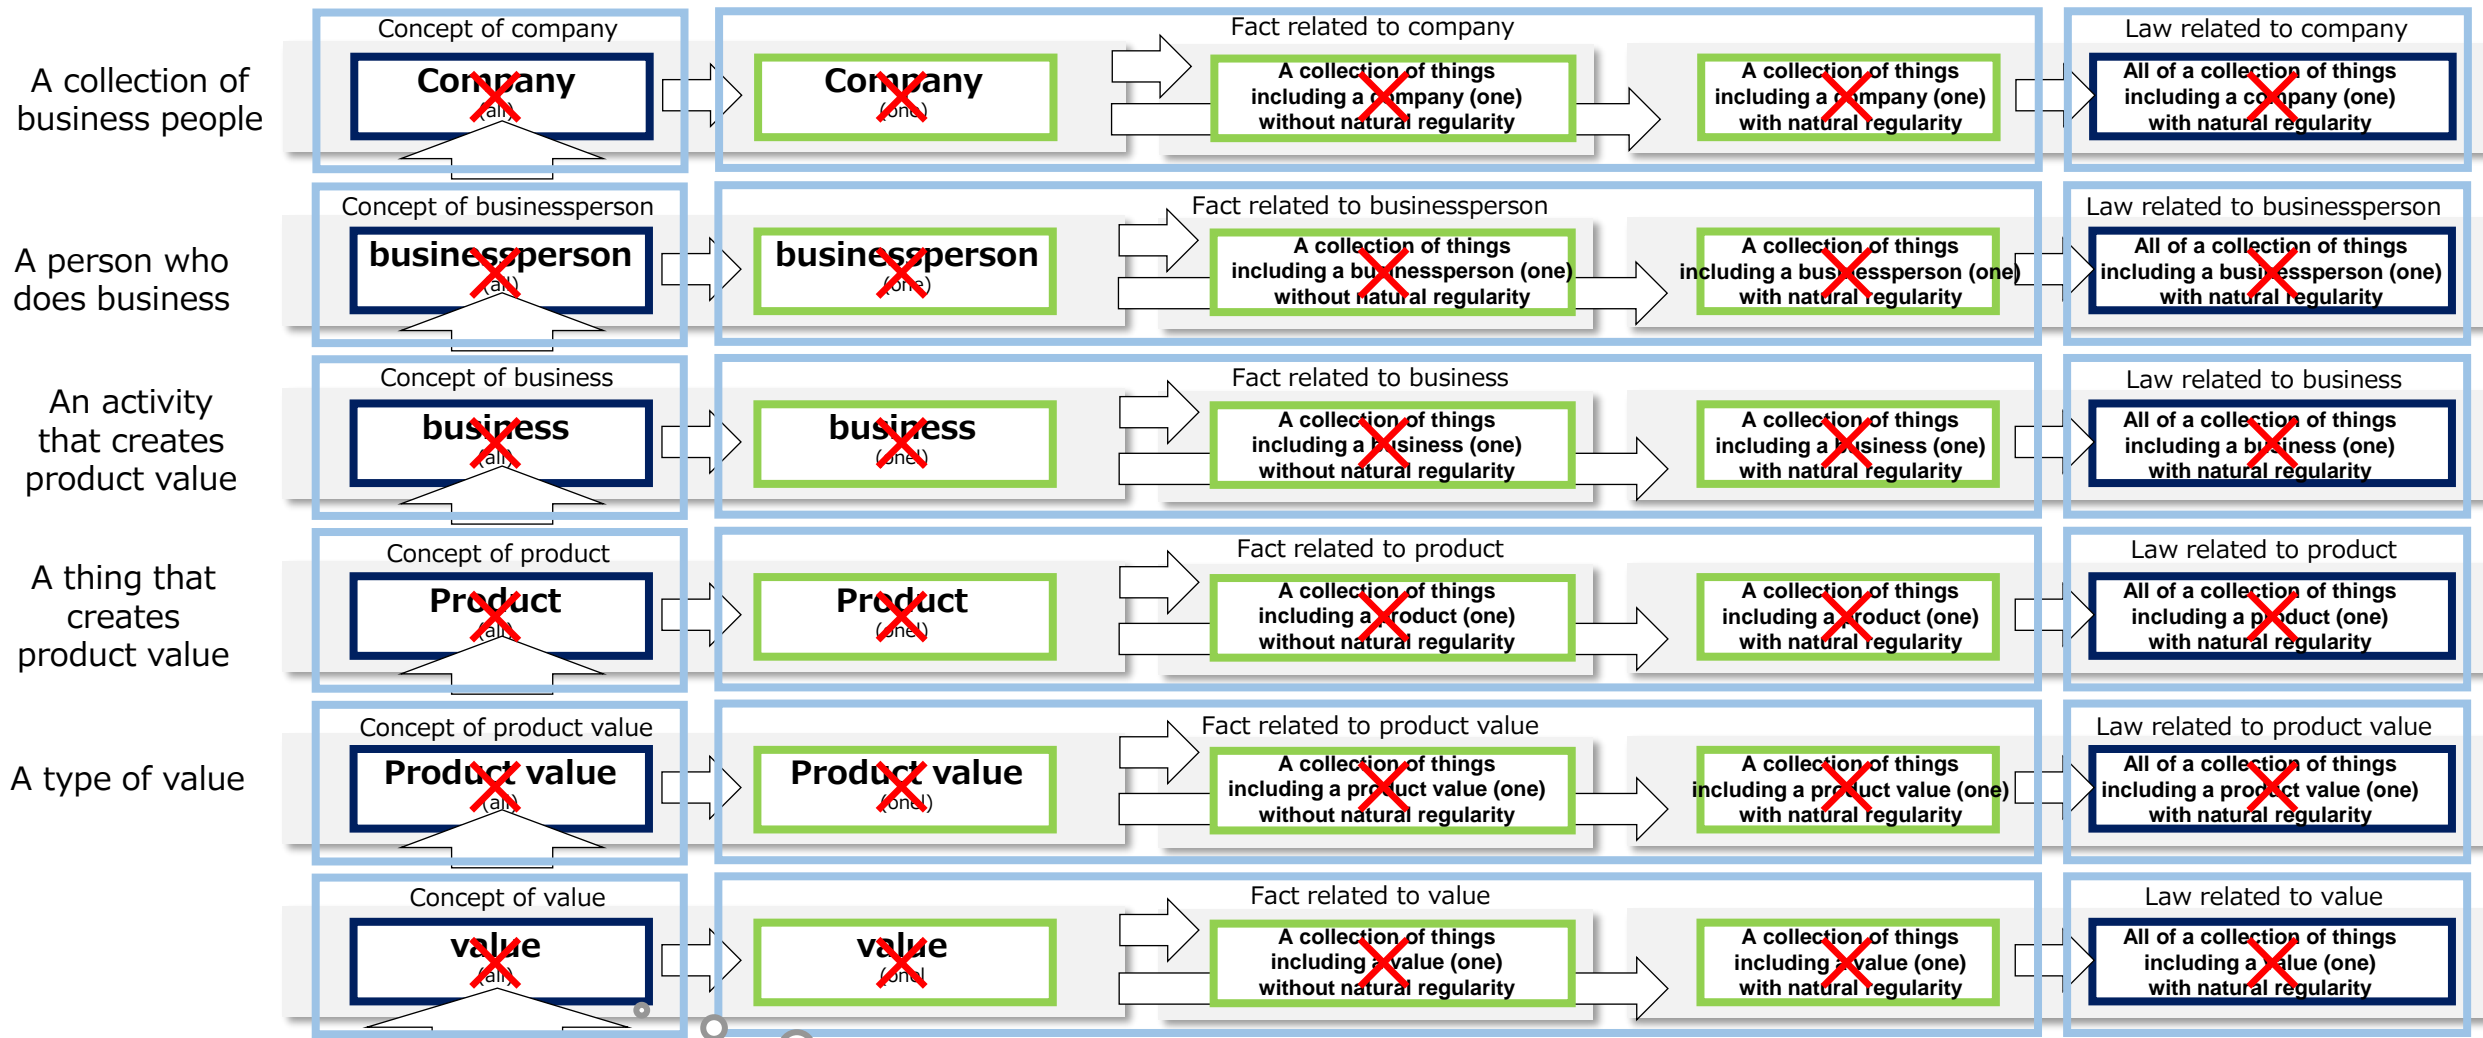 Concept of company
Fact related to company
Law related to company
A collection of
business people
Company
(all)
Company
(one)
A collection of things
including a company (one)
without natural regularity
A collection of things
including a company (one)
with natural regularity
All of a collection of things
including a company (one)
with natural regularity
Concept of businessperson
Fact related to businessperson
Law related to businessperson
A person who
does business
businessperson
(all)
businessperson
(one)
A collection of things
including a businessperson (one)
without natural regularity
A collection of things
including a businessperson (one)
with natural regularity
All of a collection of things
including a businessperson (one)
with natural regularity
Concept of business
Fact related to business
Law related to business
An activity
that creates
product value
business
(all)
business
(onel)
A collection of things
including a business (one)
without natural regularity
A collection of things
including a business (one)
with natural regularity
All of a collection of things
including a business (one)
with natural regularity
Concept of product
Fact related to product
Law related to product
A thing that
creates
product value
Product
(all)
Product
(onel)
A collection of things
including a product (one)
without natural regularity
A collection of things
including a product (one)
with natural regularity
All of a collection of things
including a product (one)
with natural regularity
Concept of product value
Fact related to product value
Law related to product value
A type of value
Product value
(all)
Product value
(onel)
A collection of things
including a product value (one)
without natural regularity
A collection of things
including a product value (one)
with natural regularity
All of a collection of things
including a product value (one)
with natural regularity
Concept of value
Fact related to value
Law related to value
value
(all)
value
(onel
A collection of things
including a value (one)
without natural regularity
A collection of things
including a value (one)
with natural regularity
All of a collection of things
including a value (one)
with natural regularity